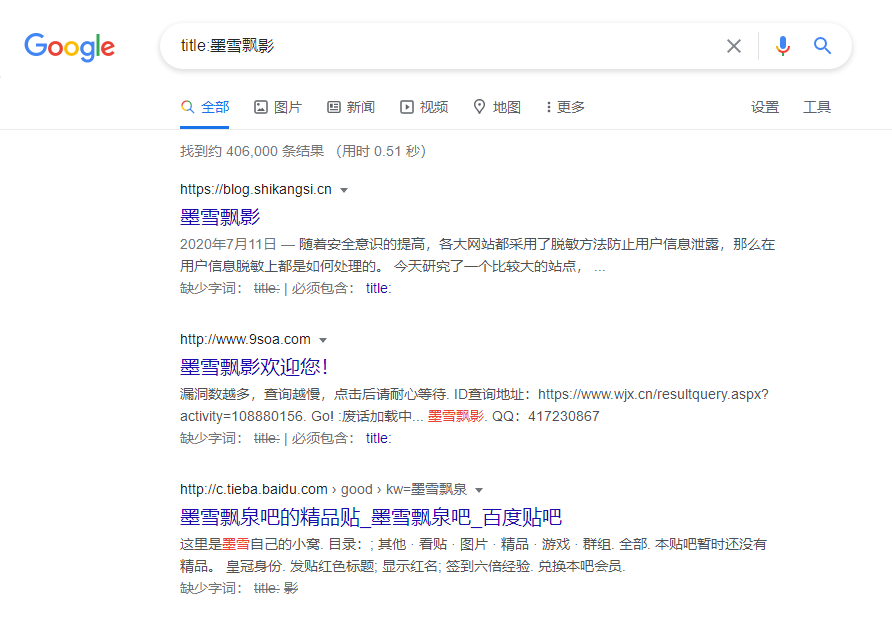 Google
title:墨雪飘影
全部 图片 新闻 视频 地图 更多 设置 工具
找到约 406,000 条结果 （用时 0.51 秒）
https://blog.shikangsi.cn
墨雪飘影
2020年7月11日 — 随着安全意识的提高，各大网站都采用了脱敏方法防止用户信息泄露，那么在
用户信息脱敏上都是如何处理的。 今天研究了一个比较大的站点， ...
缺少字词： title: | 必须包含： title:
http://www.9soa.com
墨雪飘影欢迎您！
漏洞数越多，查询越慢，点击后请耐心等待. ID查询地址：https://www.wjx.cn/resultquery.aspx?
activity=108880156. Go! :废话加载中... 墨雪飘影. QQ：417230867
缺少字词： title: | 必须包含： title:
http://c.tieba.baidu.com › good › kw=墨雪飘泉
墨雪飘泉吧的精品贴_墨雪飘泉吧_百度贴吧
这里是墨雪自己的小窝. 目录：; 其他 · 看贴 · 图片 · 精品 · 游戏 · 群组. 全部. 本贴吧暂时还没有
精品。 皇冠身份. 发贴红色标题; 显示红名; 签到六倍经验. 兑换本吧会员.
缺少字词： title: 影